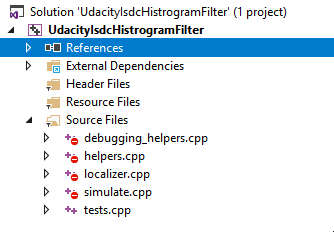 Solution 'UdacityIsdcHistrogramFilter' (1 project)
UdacityIsdcHistrogramFilter
References
External Dependencies
Header Files
Resource Files
Source Files
debugging_helpers.cpp
helpers.cpp
localizer.cpp
simulate.cpp
tests.cpp